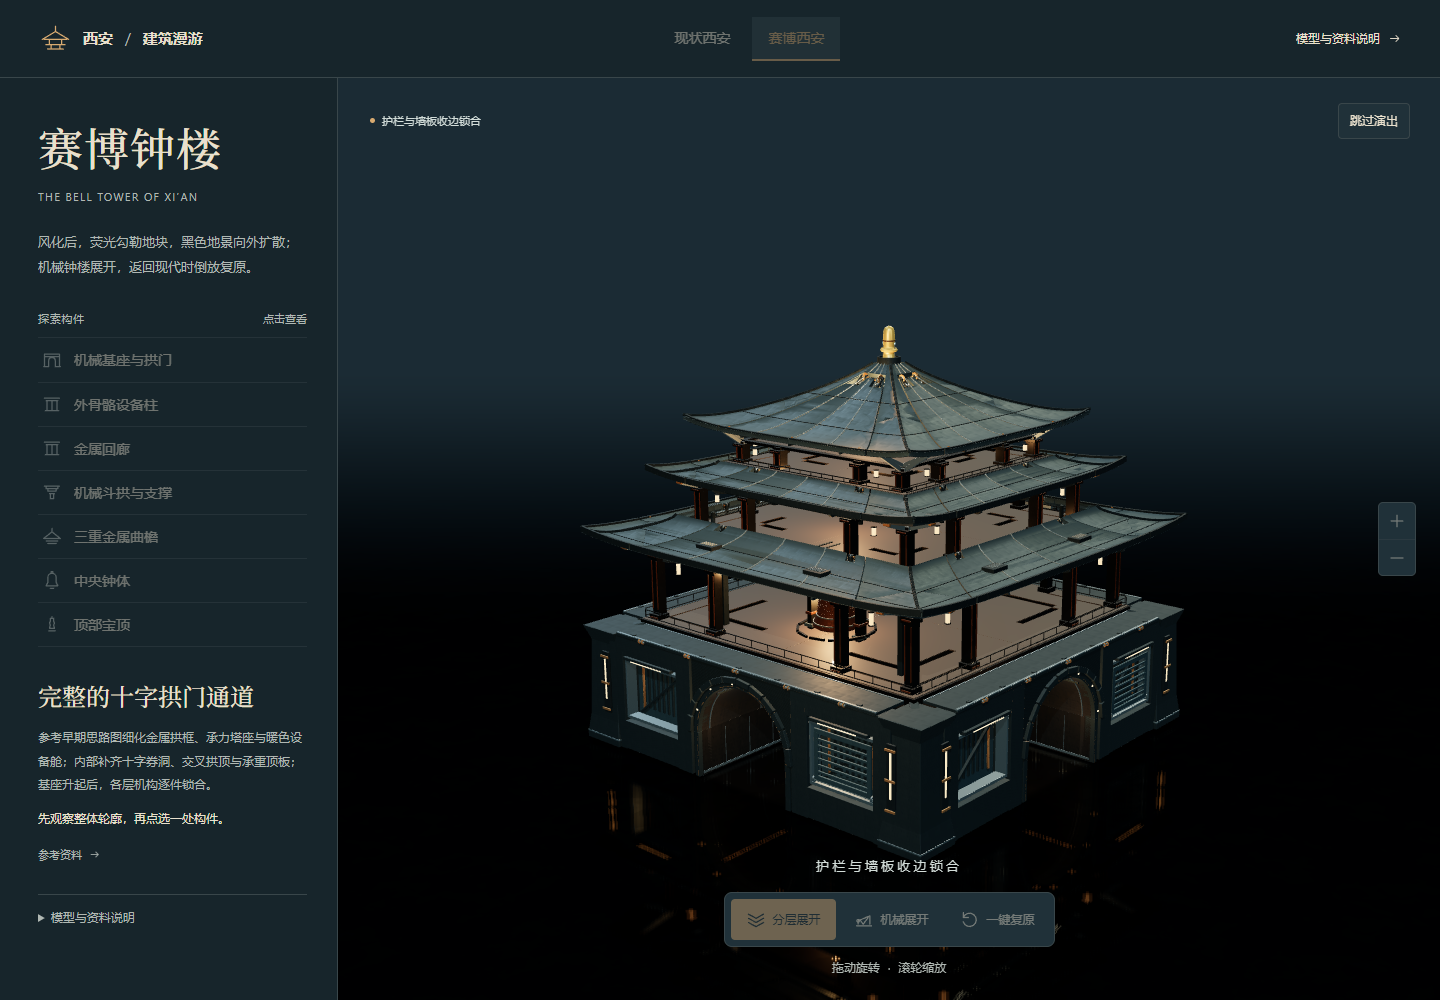 西安 / 建筑漫游
现状西安
赛博西安
模型与资料说明 →
赛博钟楼
THE BELL TOWER OF XI'AN
风化后，荧光勾勒地块，黑色地景向外扩散；
机械钟楼展开，返回现代时倒放复原。
探索构件
点击查看
机械基座与拱门
外骨骼设备柱
金属回廊
机械斗拱与支撑
三重金属曲檐
中央钟体
顶部宝顶
完整的十字拱门通道
参考早期思路图细化金属拱框、承力塔座与暖色设
备舱；内部补齐十字券洞、交叉拱顶与承重顶板；
基座升起后，各层机构逐件锁合。
先观察整体轮廓，再点选一处构件。
参考资料 →
▶ 模型与资料说明
护栏与墙板收边锁合
跳过演出
护栏与墙板收边锁合
分层展开
机械展开
一键复原
拖动旋转 · 滚轮缩放